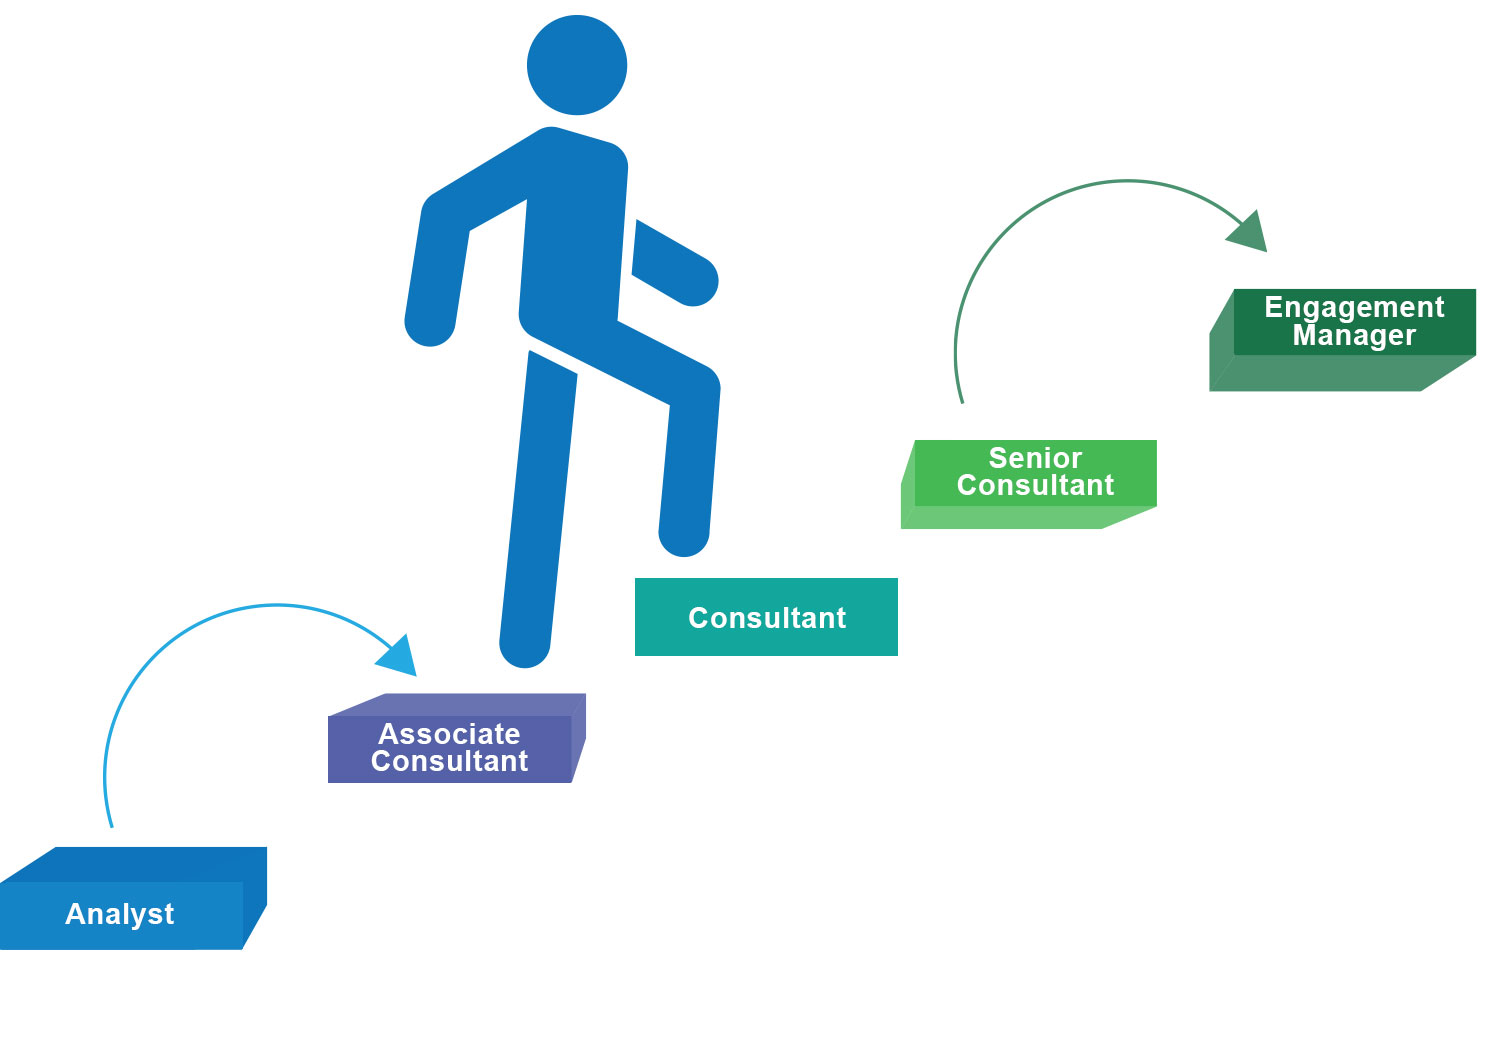 Engagement
Manager
Senior
Consultant
Consultant
Associate
Consultant
Analyst